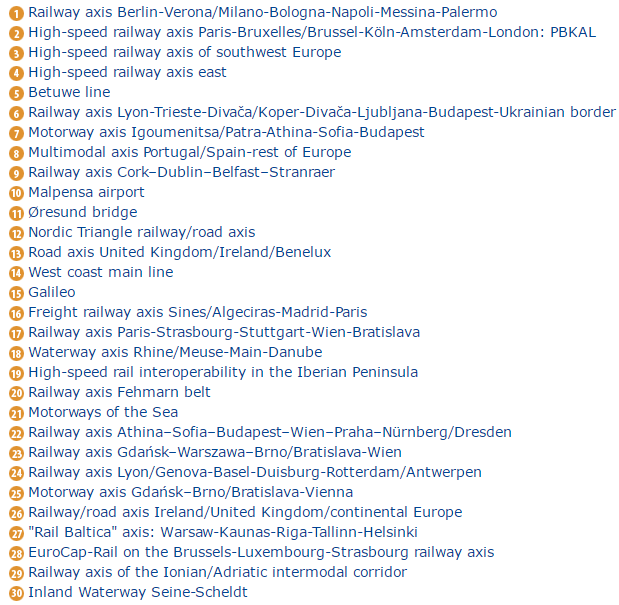 1 Railway axis Berlin-Verona/Milano-Bologna-Napoli-Messina-Palermo
2 High-speed railway axis Paris-Bruxelles/Brussel-Köln-Amsterdam-London: PBKAL
3 High-speed railway axis of southwest Europe
4 High-speed railway axis east
5 Betuwe line
6 Railway axis Lyon-Trieste-Divača/Koper-Divača-Ljubljana-Budapest-Ukrainian border
7 Motorway axis Igoumenitsa/Patra-Athina-Sofia-Budapest
8 Multimodal axis Portugal/Spain-rest of Europe
9 Railway axis Cork–Dublin–Belfast–Stranraer
10 Malpensa airport
11 Øresund bridge
12 Nordic Triangle railway/road axis
13 Road axis United Kingdom/Ireland/Benelux
14 West coast main line
15 Galileo
16 Freight railway axis Sines/Algeciras-Madrid-Paris
17 Railway axis Paris-Strasbourg-Stuttgart-Wien-Bratislava
18 Waterway axis Rhine/Meuse-Main-Danube
19 High-speed rail interoperability in the Iberian Peninsula
20 Railway axis Fehmarn belt
21 Motorways of the Sea
22 Railway axis Athina–Sofia–Budapest–Wien–Praha–Nürnberg/Dresden
23 Railway axis Gdańsk–Warszawa–Brno/Bratislava-Wien
24 Railway axis Lyon/Genova-Basel-Duisburg-Rotterdam/Antwerpen
25 Motorway axis Gdańsk–Brno/Bratislava-Vienna
26 Railway/road axis Ireland/United Kingdom/continental Europe
27 "Rail Baltica" axis: Warsaw-Kaunas-Riga-Tallinn-Helsinki
28 EuroCap-Rail on the Brussels-Luxembourg-Strasbourg railway axis
29 Railway axis of the Ionian/Adriatic intermodal corridor
30 Inland Waterway Seine-Scheldt